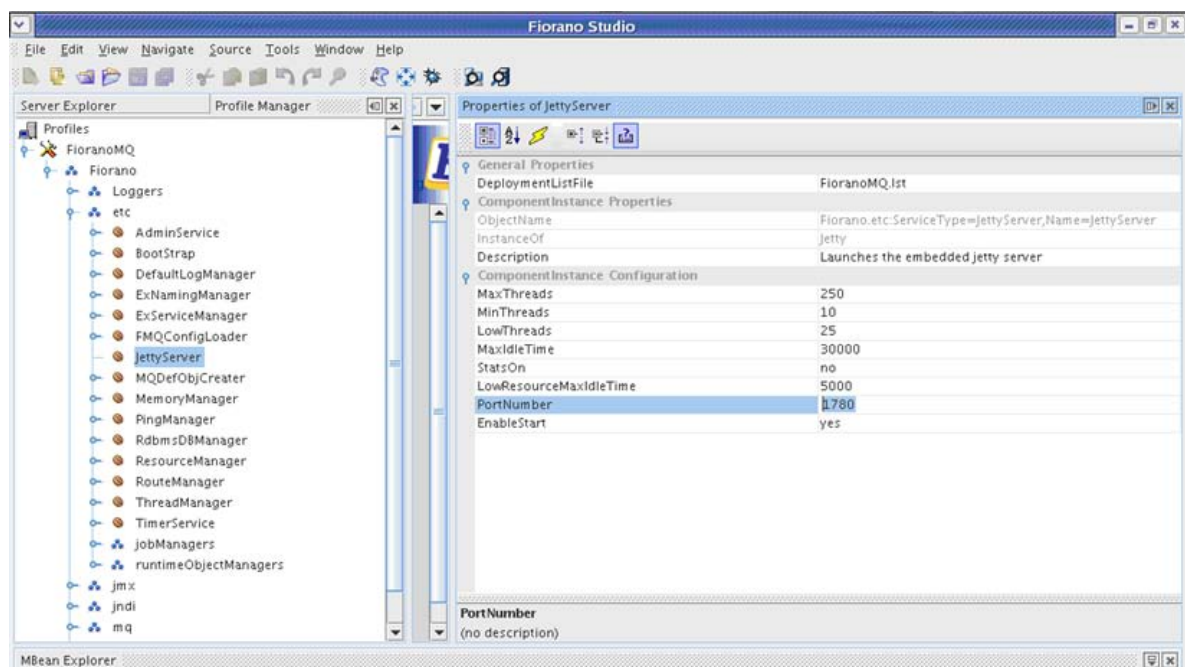 Fiorano Studio
File Edit View Navigate Source Tools Window Help
Server Explorer Profile Manager
Profiles
FioranoMQ
Fiorano
Loggers
etc
AdminService
BootStrap
DefaultLogManager
ExNamingManager
ExServiceManager
FMQConfigLoader
JettyServer
MQDefObjCreater
MemoryManager
PingManager
RdbmsDBManager
ResourceManager
RouteManager
ThreadManager
TimerService
jobManagers
runtimeObjectManagers
jmx
jndi
mq
Properties of JettyServer
General Properties
DeploymentListFile FioranoMQ.lst
ComponentInstance Properties
ObjectName Fiorano.etc:ServiceType=JettyServer,Name=JettyServer
InstanceOf Jetty
Description Launches the embedded jetty server
ComponentInstance Configuration
MaxThreads 250
MinThreads 10
LowThreads 25
MaxIdleTime 30000
StatsOn no
LowResourceMaxIdleTime 5000
PortNumber 1780
EnableStart yes
PortNumber
(no description)
MBean Explorer